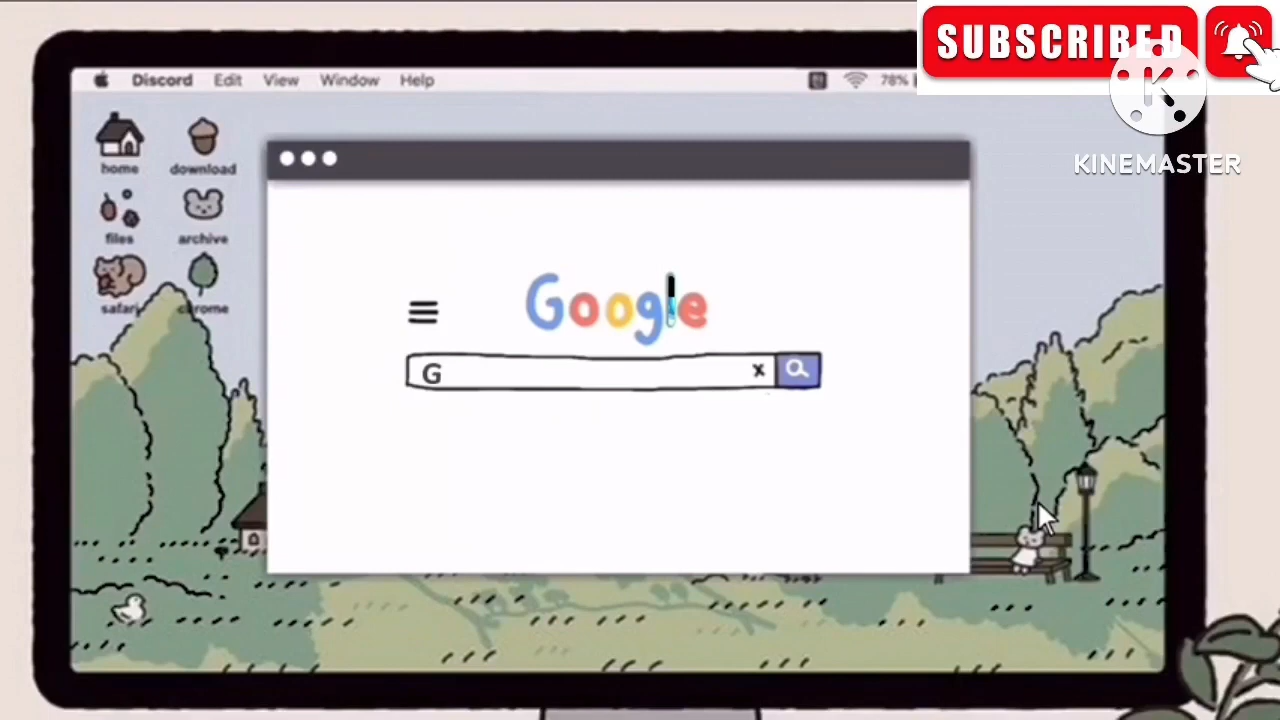 SUBSCRIBED
Discord Edit View Window Help 78%
KINEMASTER
home download
files archive
safari chrome
Google
G x